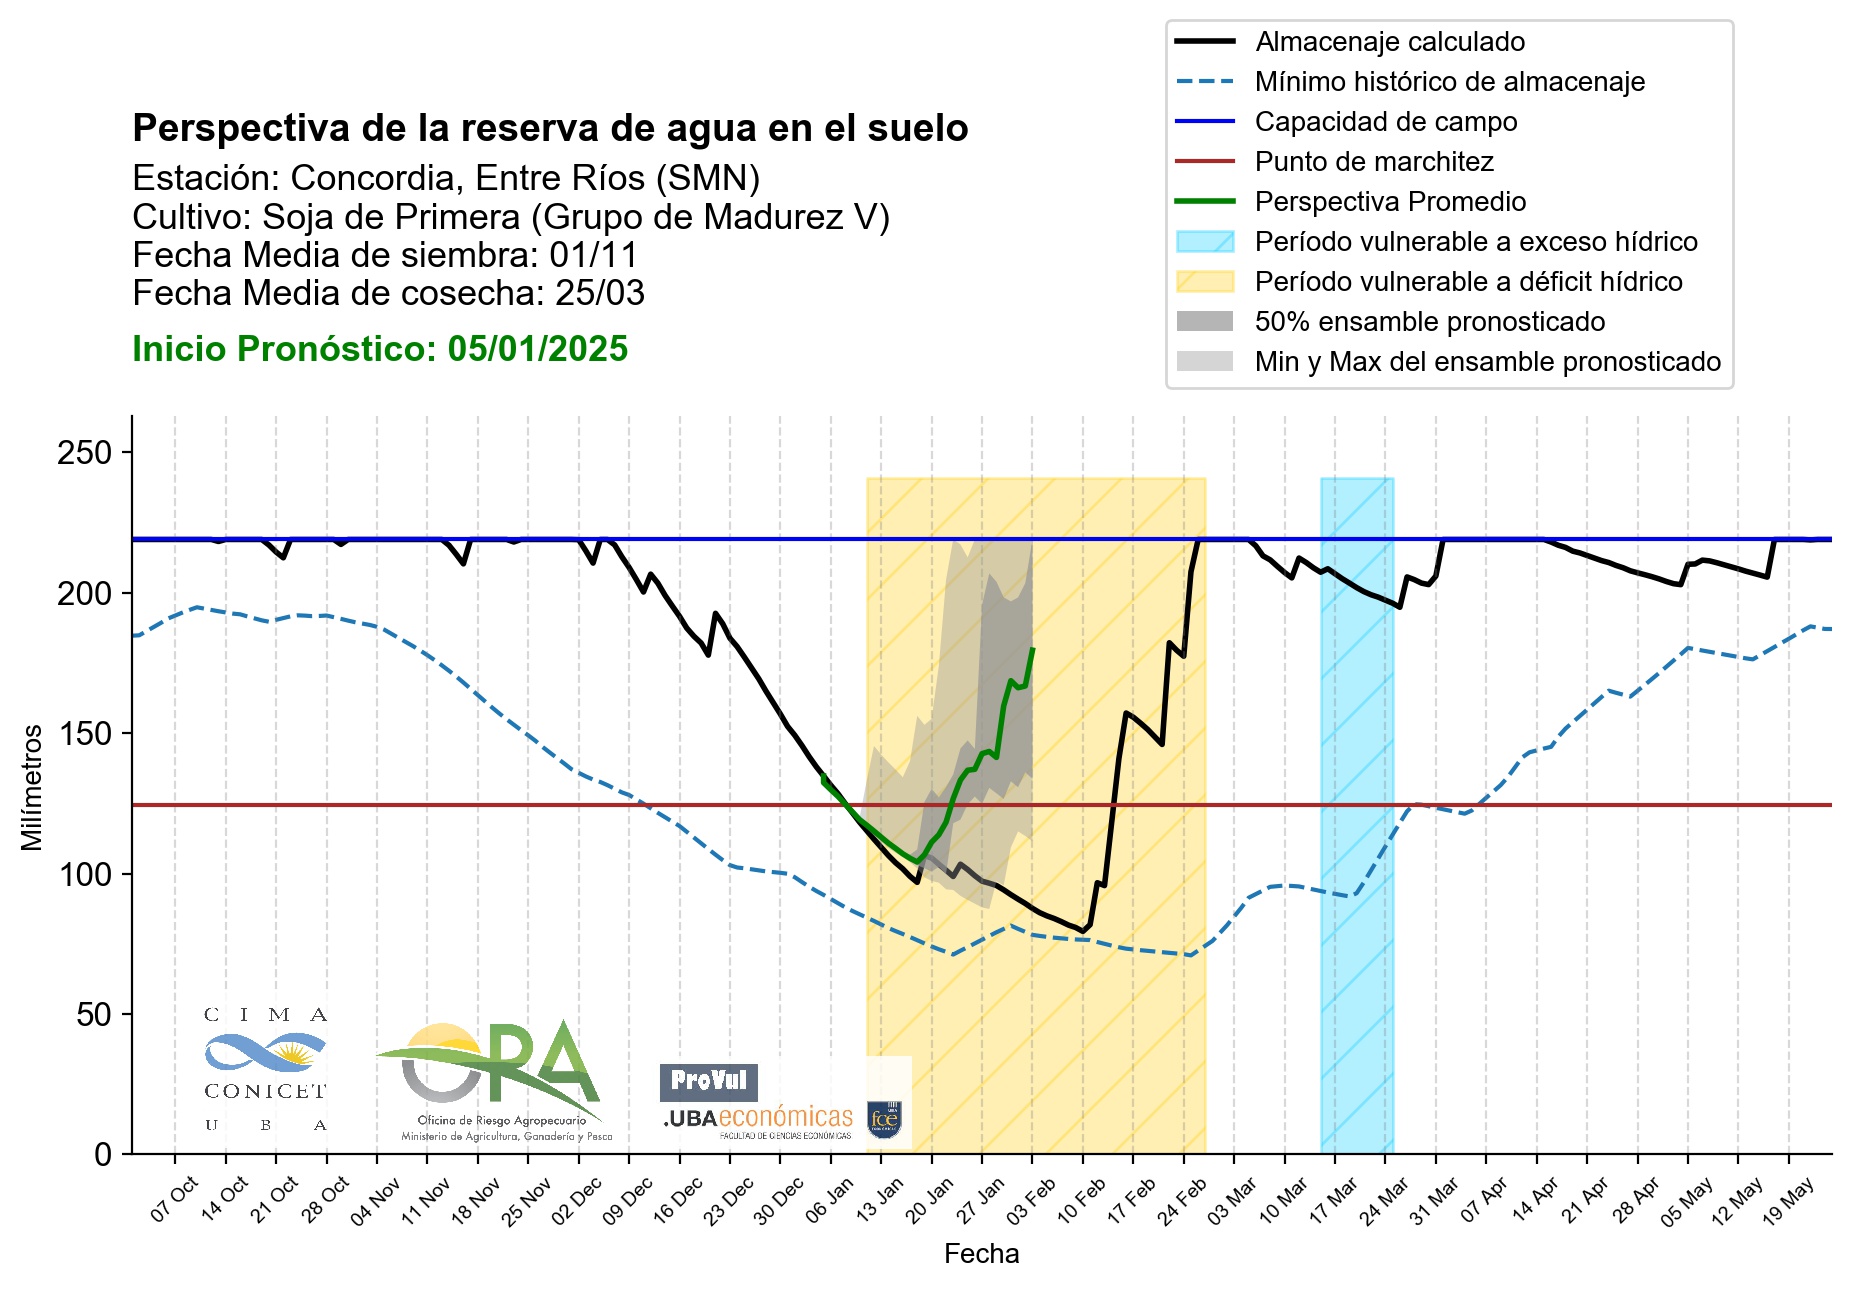 Almacenaje calculado
Mínimo histórico de almacenaje
Capacidad de campo
Punto de marchitez
Perspectiva Promedio
Período vulnerable a exceso hídrico
Período vulnerable a déficit hídrico
50% ensamble pronosticado
Min y Max del ensamble pronosticado
Perspectiva de la reserva de agua en el suelo
Estación: Concordia, Entre Ríos (SMN)
Cultivo: Soja de Primera (Grupo de Madurez V)
Fecha Media de siembra: 01/11
Fecha Media de cosecha: 25/03
Inicio Pronóstico: 05/01/2025
250
200
150
100
50
0
Milímetros
CIMA
CONICET
UBA
OPA
Oficina de Riesgo Agropecuario
Ministerio de Agricultura, Ganadería y Pesca
ProVul
.UBAeconómicas
FACULTAD DE CIENCIAS ECONÓMICAS
UBA
fce
07 Oct
14 Oct
21 Oct
28 Oct
04 Nov
11 Nov
18 Nov
25 Nov
02 Dec
09 Dec
16 Dec
23 Dec
30 Dec
06 Jan
13 Jan
20 Jan
27 Jan
03 Feb
10 Feb
17 Feb
24 Feb
03 Mar
10 Mar
17 Mar
24 Mar
31 Mar
07 Apr
14 Apr
21 Apr
28 Apr
05 May
12 May
19 May
Fecha